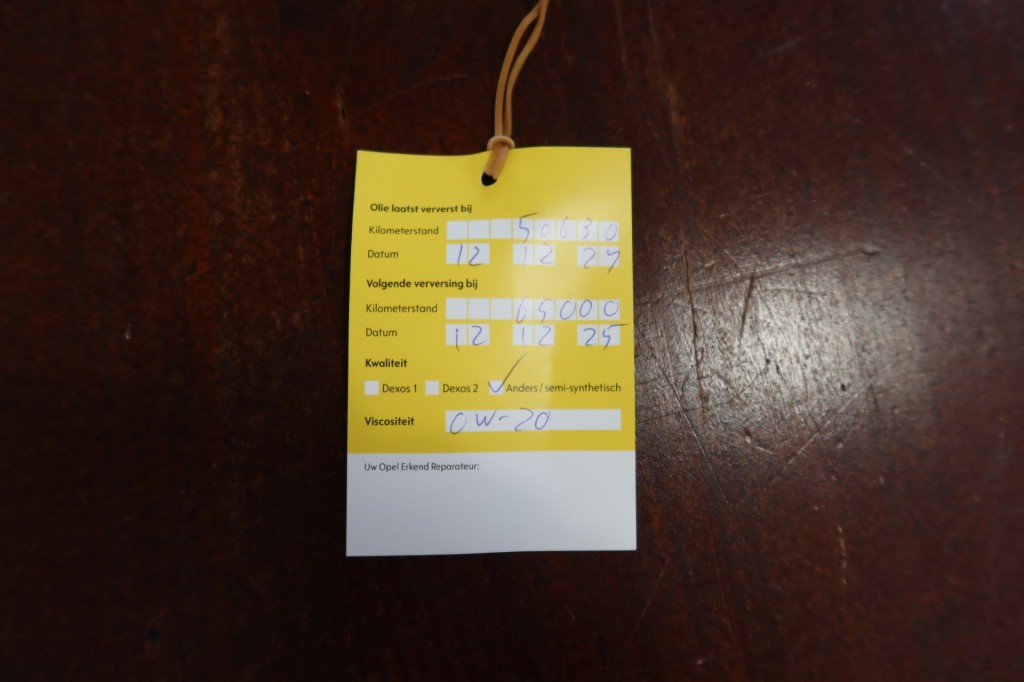 Olie laatst ververst bij
Kilometerstand 50630
Datum 12 12 24
Volgende verversing bij
Kilometerstand 65000
Datum 12 12 25
Kwaliteit
Dexos 1 Dexos 2 Anders / semi-synthetisch
Viscositeit 0W-20
Uw Opel Erkend Reparateur: